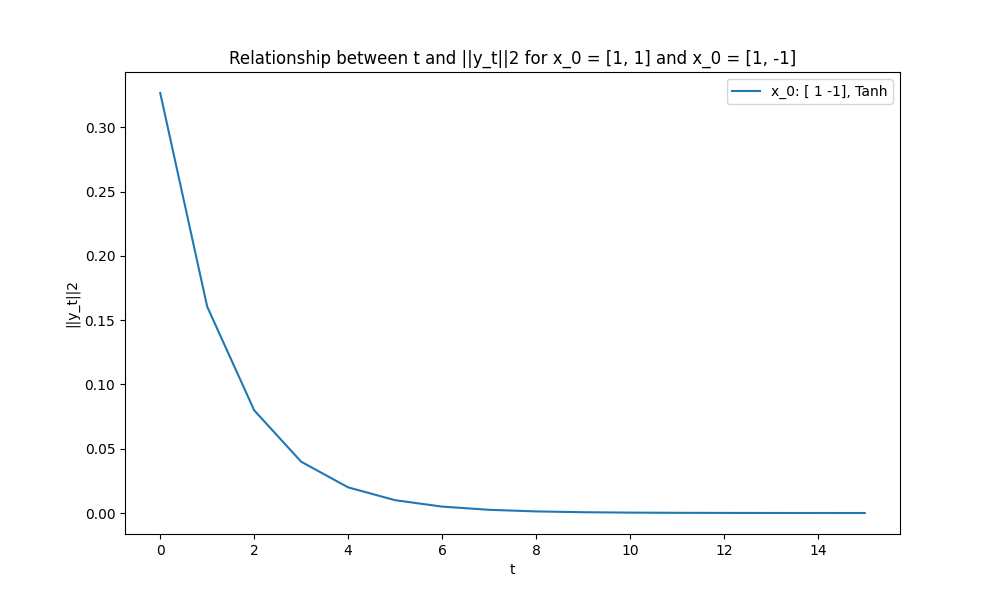 Relationship between t and ||y_t||2 for x_0 = [1, 1] and x_0 = [1, -1]
x_0: [ 1 -1], Tanh
||y_t||2
0.30
0.25
0.20
0.15
0.10
0.05
0.00
0 2 4 6 8 10 12 14
t